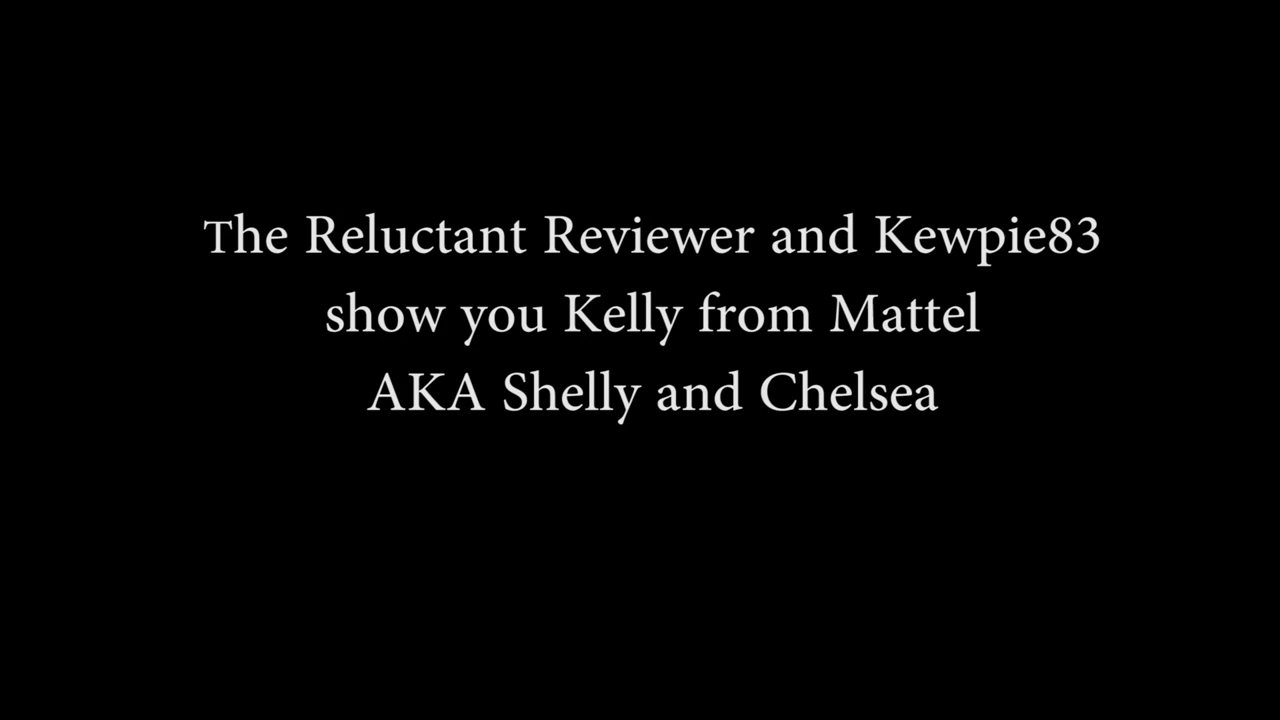 The Reluctant Reviewer and Kewpie83
show you Kelly from Mattel
AKA Shelly and Chelsea